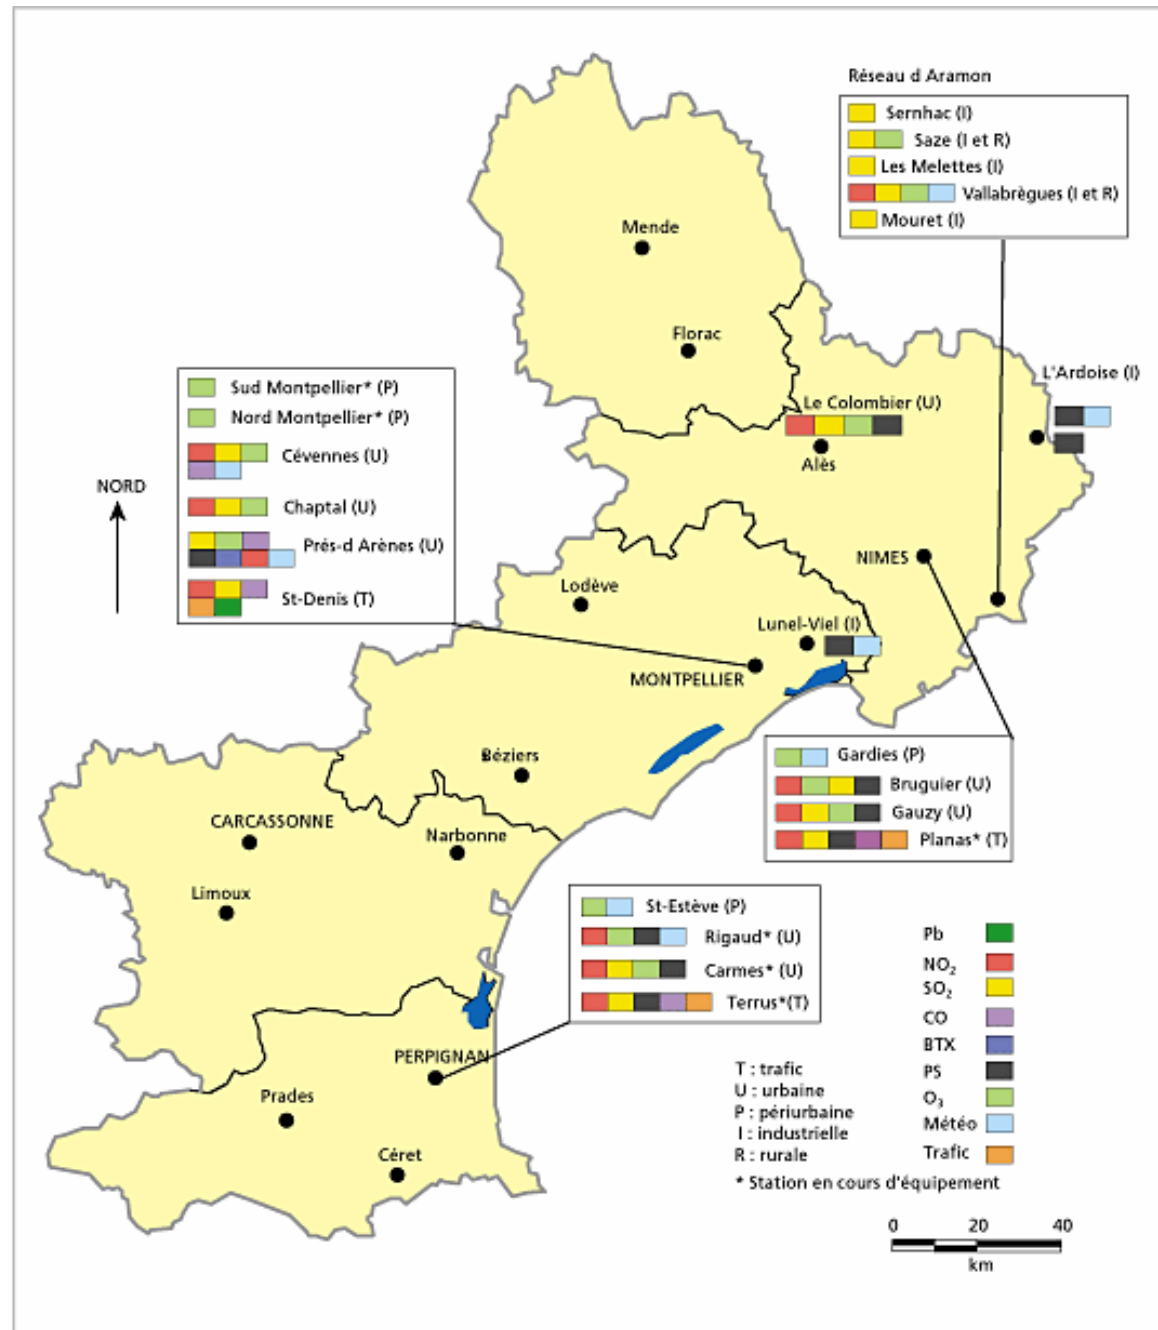 Réseau d Aramon
Sernhac (I)
Saze (I et R)
Les Melettes (I)
Vallabrègues (I et R)
Mouret (I)
Mende
Florac
L'Ardoise (I)
Le Colombier (U)
Alès
Sud Montpellier* (P)
Nord Montpellier* (P)
Cévennes (U)
Chaptal (U)
Prés-d Arènes (U)
St-Denis (T)
NORD
NIMES
Lodève
Lunel-Viel (I)
MONTPELLIER
Béziers
Gardies (P)
Bruguier (U)
Gauzy (U)
Planas* (T)
CARCASSONNE
Narbonne
Limoux
St-Estève (P)
Rigaud* (U)
Carmes* (U)
Terrus*(T)
PERPIGNAN
Prades
Céret
Pb
NO₂
SO₂
CO
BTX
PS
O₃
Météo
Trafic
T : trafic
U : urbaine
P : périurbaine
I : industrielle
R : rurale
* Station en cours d'équipement
0 20 40
km